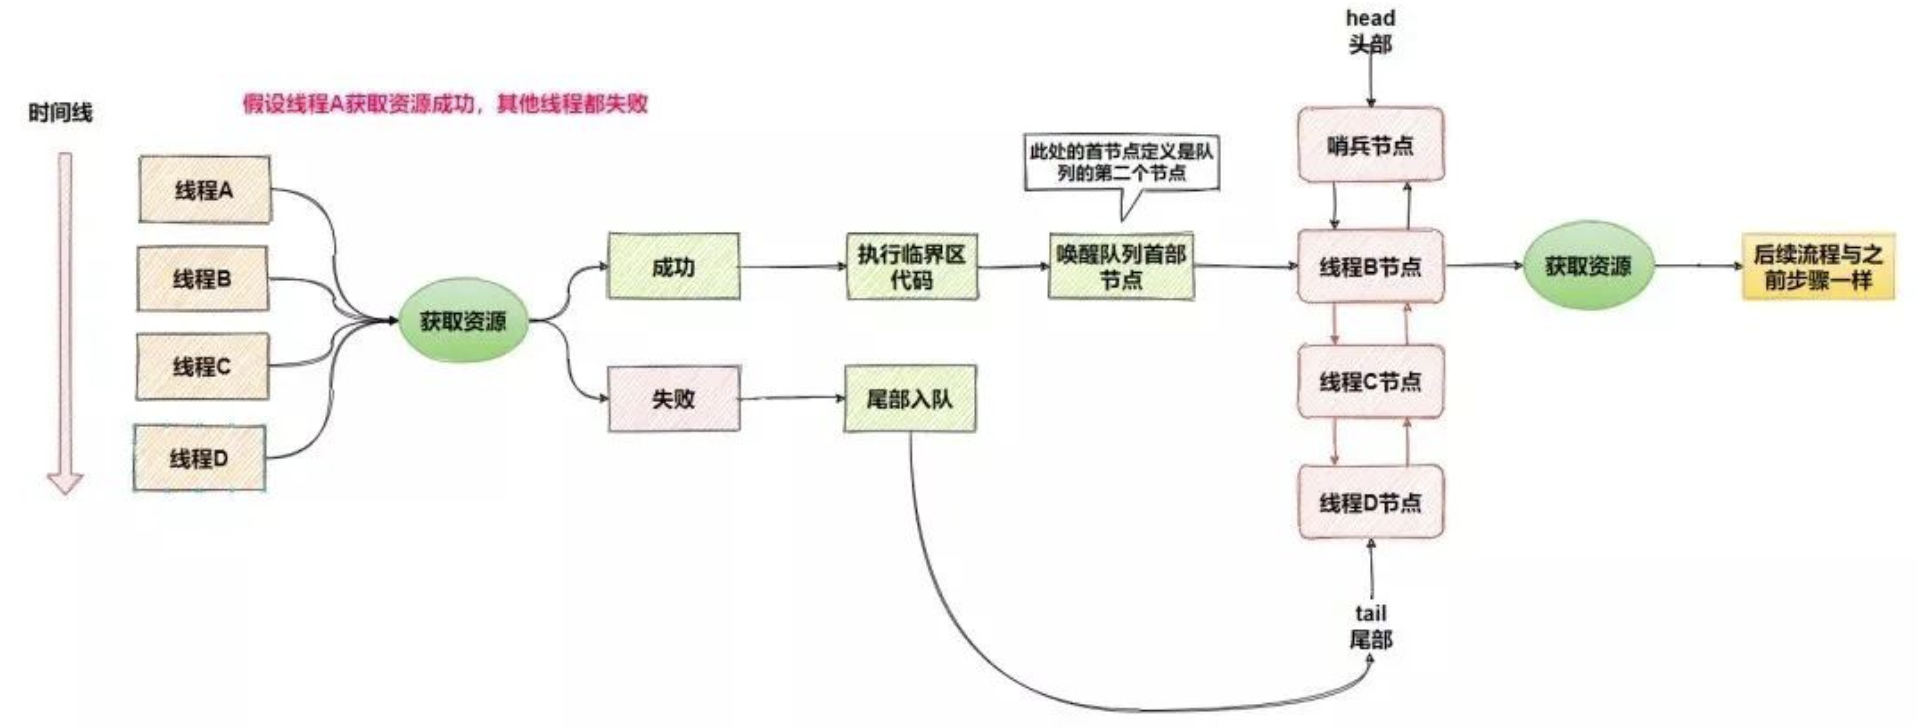 时间线
假设线程A获取资源成功，其他线程都失败
线程A
线程B
线程C
线程D
获取资源
成功
失败
执行临界区
代码
尾部入队
此处的首节点定义是队
列的第二个节点
唤醒队列首部
节点
head
头部
哨兵节点
线程B节点
线程C节点
线程D节点
tail
尾部
获取资源
后续流程与之
前步骤一样